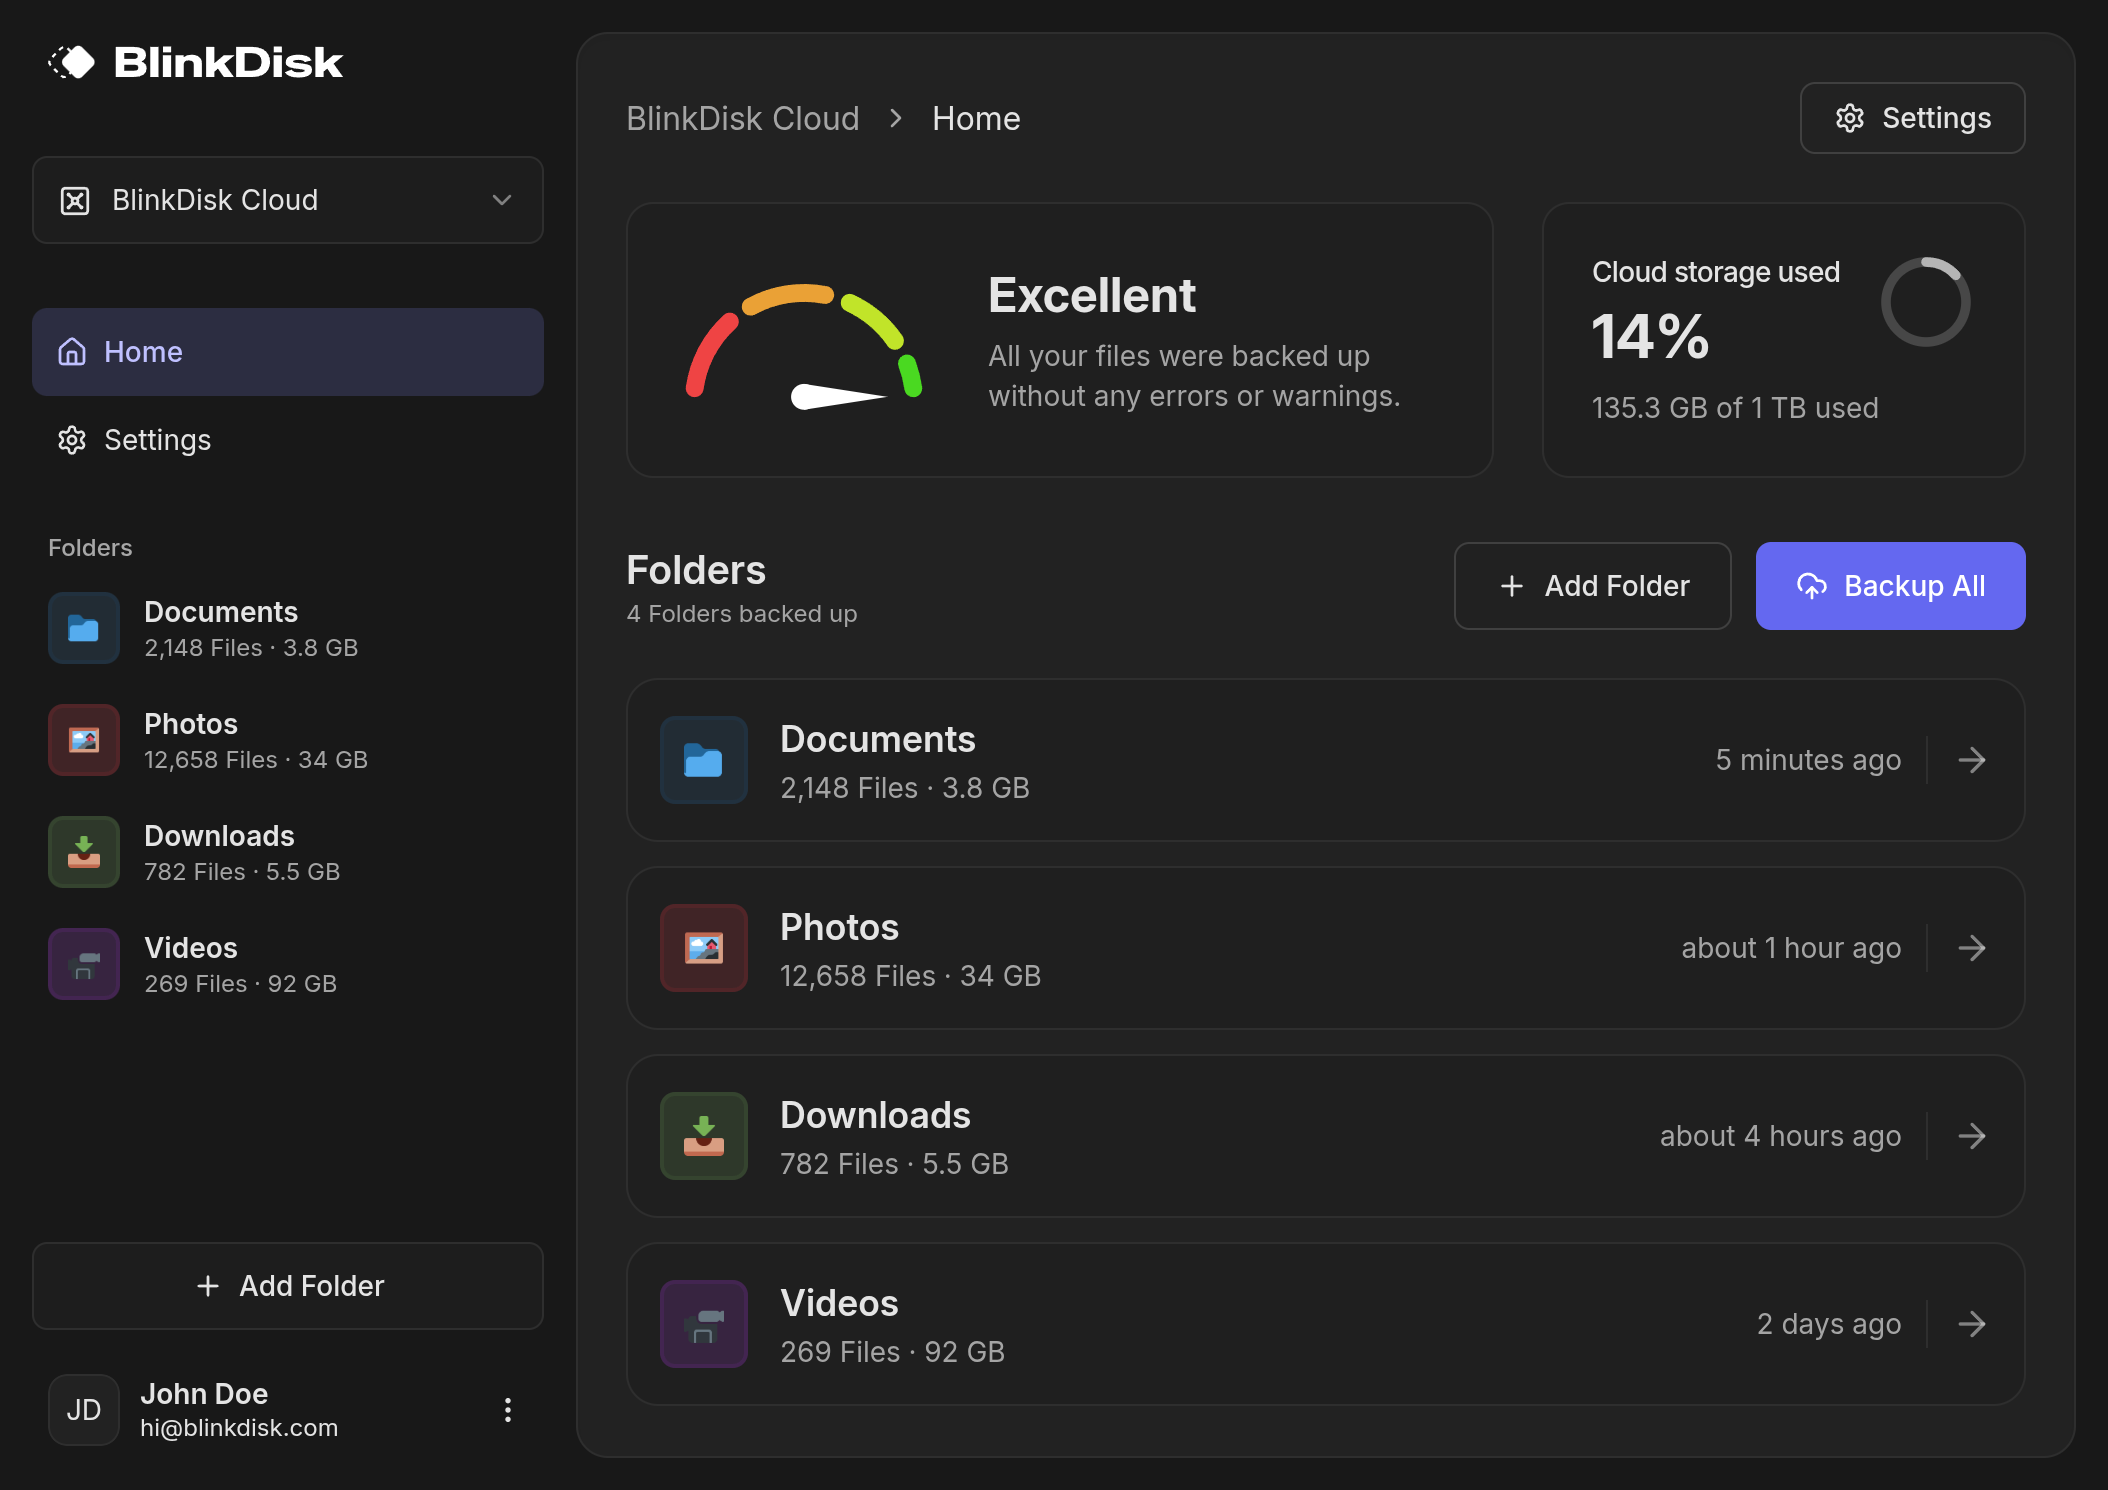 BlinkDisk
BlinkDisk Cloud
Home
Settings
Folders
Documents
2,148 Files · 3.8 GB
Photos
12,658 Files · 34 GB
Downloads
782 Files · 5.5 GB
Videos
269 Files · 92 GB
Add Folder
JD
John Doe
hi@blinkdisk.com
BlinkDisk Cloud
Home
Settings
Excellent
All your files were backed up
without any errors or warnings.
Cloud storage used
14%
135.3 GB of 1 TB used
Folders
4 Folders backed up
Add Folder
Backup All
Documents
2,148 Files · 3.8 GB
5 minutes ago
Photos
12,658 Files · 34 GB
about 1 hour ago
Downloads
782 Files · 5.5 GB
about 4 hours ago
Videos
269 Files · 92 GB
2 days ago